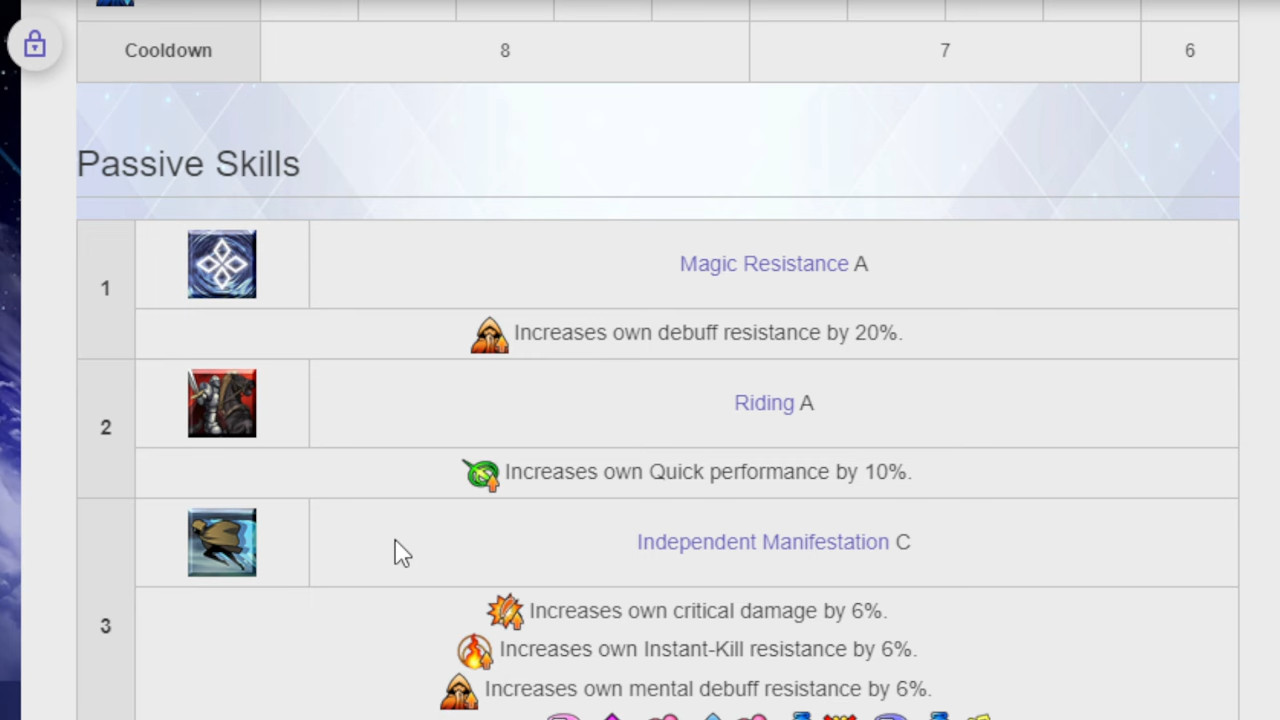 Cooldown 8 7 6
Passive Skills
1 Magic Resistance A
Increases own debuff resistance by 20%.
2 Riding A
Increases own Quick performance by 10%.
3 Independent Manifestation C
Increases own critical damage by 6%.
Increases own Instant-Kill resistance by 6%.
Increases own mental debuff resistance by 6%.